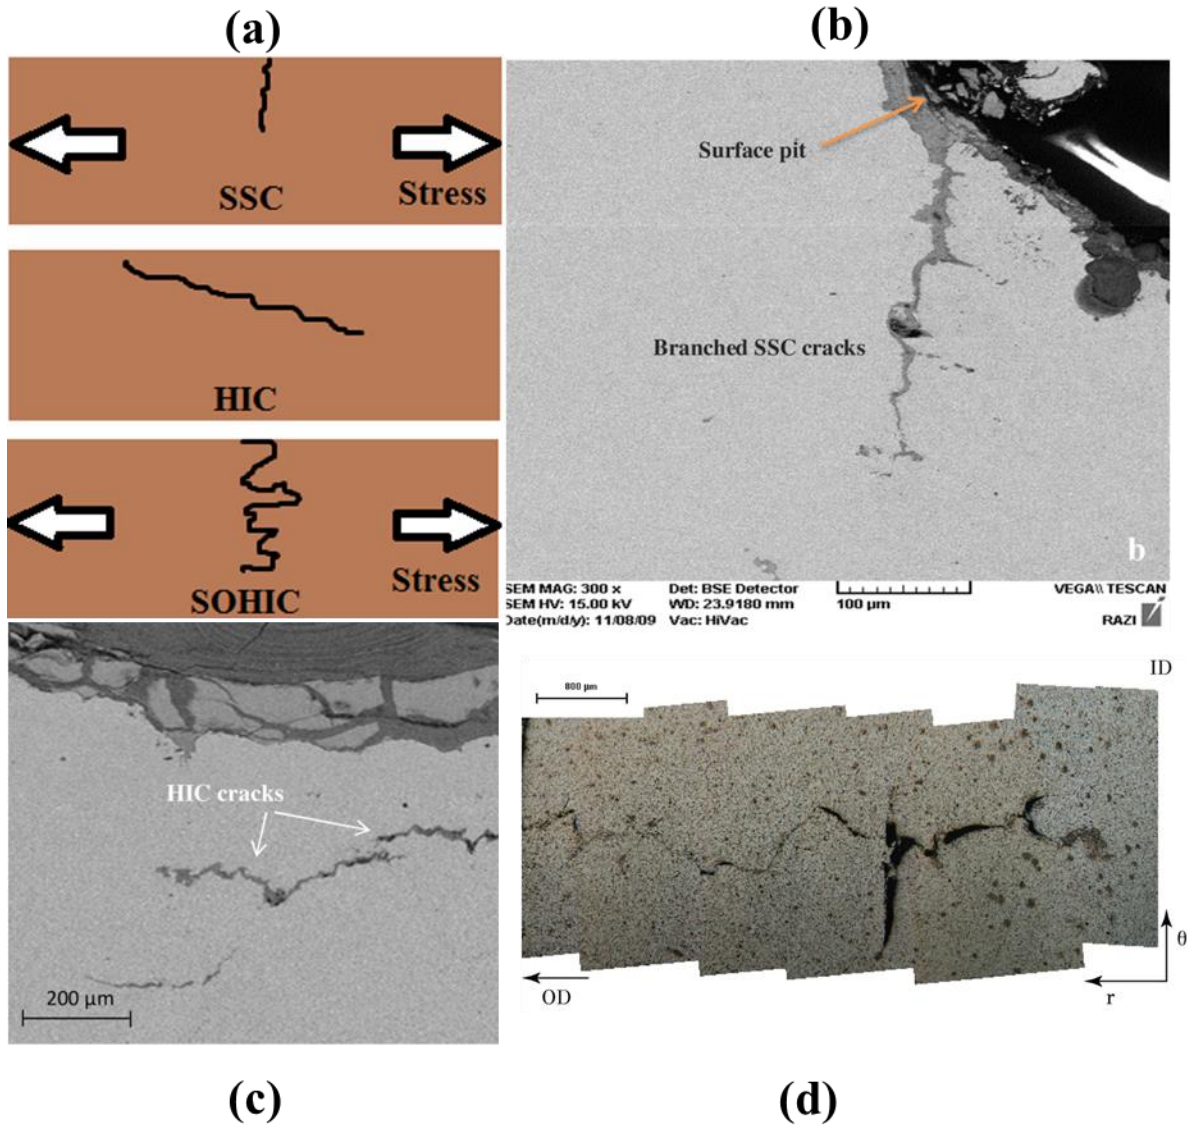 (a)
SSC
Stress
HIC
Stress
SOHIC
(b)
Surface pit
Branched SSC cracks
b
SEM MAG: 300 x
Det: BSE Detector
SEM HV: 15.00 kV
WD: 23.9180 mm
100 µm
VEGA\\ TESCAN
Date(m/d/y): 11/08/09
Vac: HiVac
RAZI
HIC cracks
200 µm
(c)
ID
800 µm
θ
OD
r
(d)